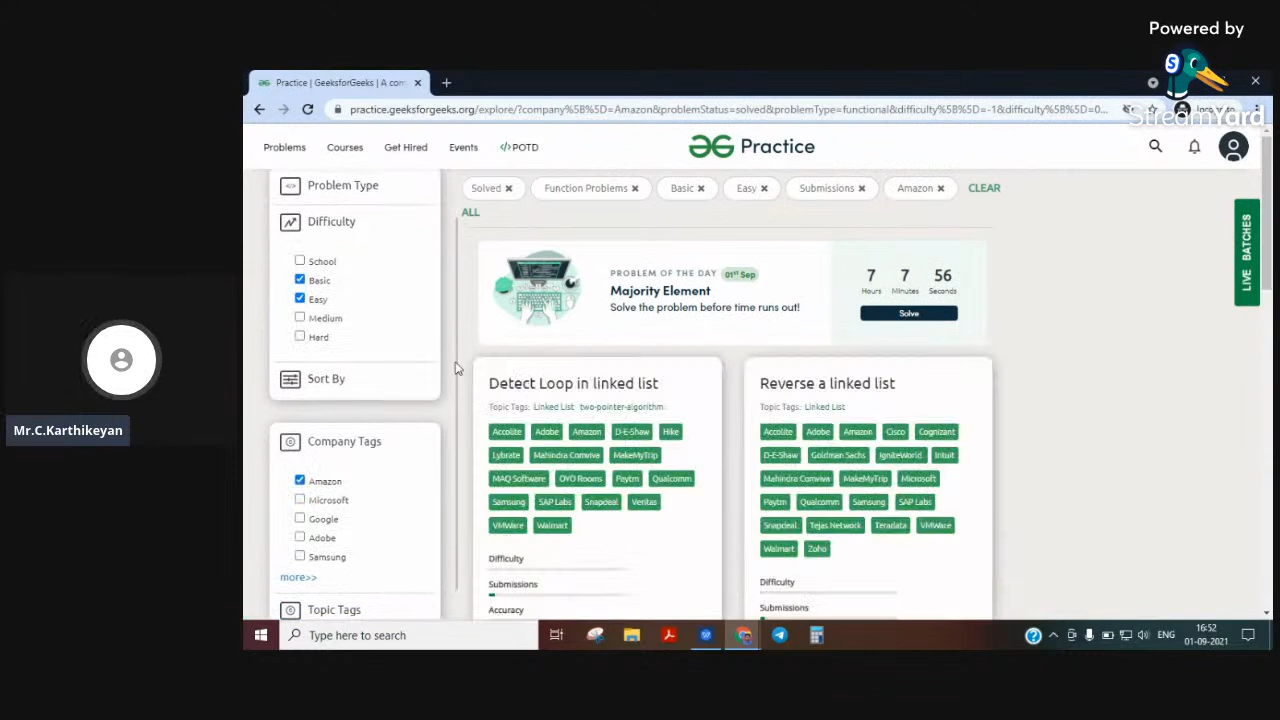 Powered by
StreamYard
Practice | GeeksforGeeks | A com
practice.geeksforgeeks.org/explore/?company%5B%5D=Amazon&problemStatus=solved&problemType=functional&difficulty%5B%5D=-1&difficulty%5B%5D=0...
Problems Courses Get Hired Events </>POTD
Practice
Problem Type
Difficulty
School
Basic
Easy
Medium
Hard
Sort By
Company Tags
Amazon
Microsoft
Google
Adobe
Samsung
more>>
Topic Tags
Solved × Function Problems × Basic × Easy × Submissions × Amazon × CLEAR
ALL
PROBLEM OF THE DAY 01st Sep
Majority Element
Solve the problem before time runs out!
7 7 56
Hours Minutes Seconds
Solve
LIVE BATCHES
Detect Loop in linked list
Topic Tags: Linked List two-pointer-algorithm
Accolite Adobe Amazon D-E-Shaw Hike
Lybrate Mahindra Comviva MakeMyTrip
MAQ Software OYO Rooms Paytm Qualcomm
Samsung SAP Labs Snapdeal Veritas
VMWare Walmart
Difficulty
Submissions
Accuracy
Reverse a linked list
Topic Tags: Linked List
Accolite Adobe Amazon Cisco Cognizant
D-E-Shaw Goldman Sachs IgniteWorld Intuit
Mahindra Comviva MakeMyTrip Microsoft
Paytm Qualcomm Samsung SAP Labs
Snapdeal Tejas Network Teradata VMWare
Walmart Zoho
Difficulty
Submissions
Mr.C.Karthikeyan
Type here to search
ENG
16:52
01-09-2021